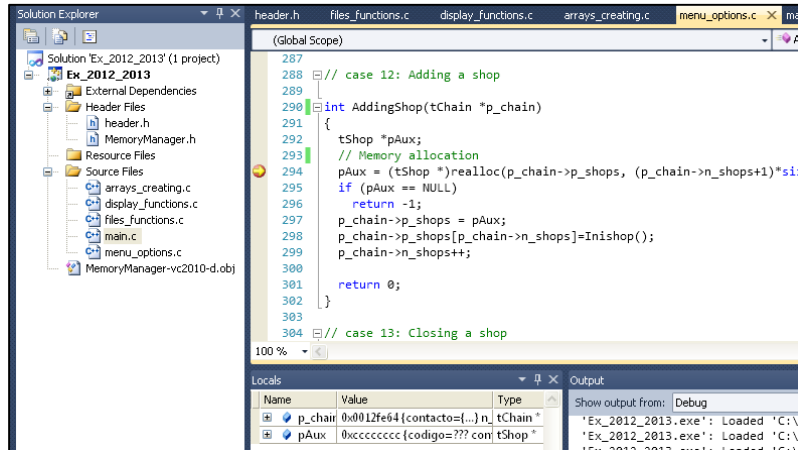 Solution Explorer
header.h files_functions.c display_functions.c arrays_creating.c menu_options.c
(Global Scope)
Solution 'Ex_2012_2013' (1 project)
Ex_2012_2013
External Dependencies
Header Files
header.h
MemoryManager.h
Resource Files
Source Files
arrays_creating.c
display_functions.c
files_functions.c
main.c
menu_options.c
MemoryManager-vc2010-d.obj
287
288 // case 12: Adding a shop
289
290 int AddingShop(tChain *p_chain)
291 {
292 tShop *pAux;
293 // Memory allocation
294 pAux = (tShop *)realloc(p_chain->p_shops, (p_chain->n_shops+1)*si
295 if (pAux == NULL)
296 return -1;
297 p_chain->p_shops = pAux;
298 p_chain->p_shops[p_chain->n_shops]=Inishop();
299 p_chain->n_shops++;
300
301 return 0;
302 }
303
304 // case 13: Closing a shop
100 %
Locals
Name Value Type
p_chair 0x0012fe64 {contacto={...} n_ tChain *
pAux 0xcccccccc {codigo=??? con tShop *
Output
Show output from: Debug
'Ex_2012_2013.exe': Loaded 'C:\
'Ex_2012_2013.exe': Loaded 'C:\